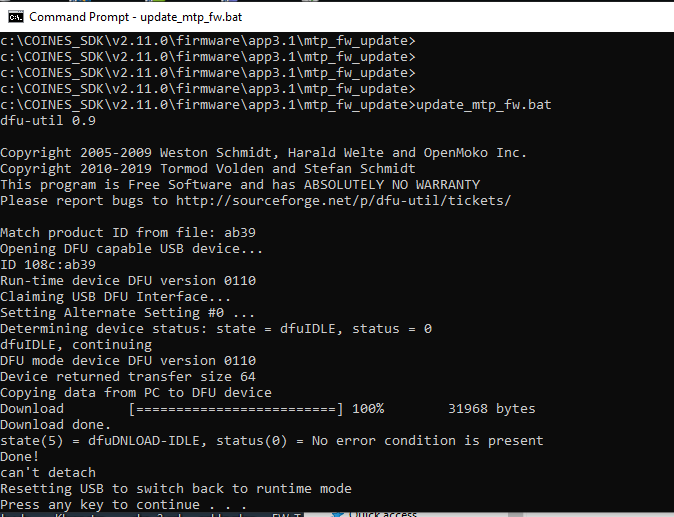 Command Prompt - update_mtp_fw.bat
c:\COINES_SDK\v2.11.0\firmware\app3.1\mtp_fw_update>
c:\COINES_SDK\v2.11.0\firmware\app3.1\mtp_fw_update>
c:\COINES_SDK\v2.11.0\firmware\app3.1\mtp_fw_update>
c:\COINES_SDK\v2.11.0\firmware\app3.1\mtp_fw_update>
c:\COINES_SDK\v2.11.0\firmware\app3.1\mtp_fw_update>update_mtp_fw.bat
dfu-util 0.9
Copyright 2005-2009 Weston Schmidt, Harald Welte and OpenMoko Inc.
Copyright 2010-2019 Tormod Volden and Stefan Schmidt
This program is Free Software and has ABSOLUTELY NO WARRANTY
Please report bugs to http://sourceforge.net/p/dfu-util/tickets/
Match product ID from file: ab39
Opening DFU capable USB device...
ID 108c:ab39
Run-time device DFU version 0110
Claiming USB DFU Interface...
Setting Alternate Setting #0 ...
Determining device status: state = dfuIDLE, status = 0
dfuIDLE, continuing
DFU mode device DFU version 0110
Device returned transfer size 64
Copying data from PC to DFU device
Download [=========================] 100% 31968 bytes
Download done.
state(5) = dfuDNLOAD-IDLE, status(0) = No error condition is present
Done!
can't detach
Resetting USB to switch back to runtime mode
Press any key to continue . . .
Quick access